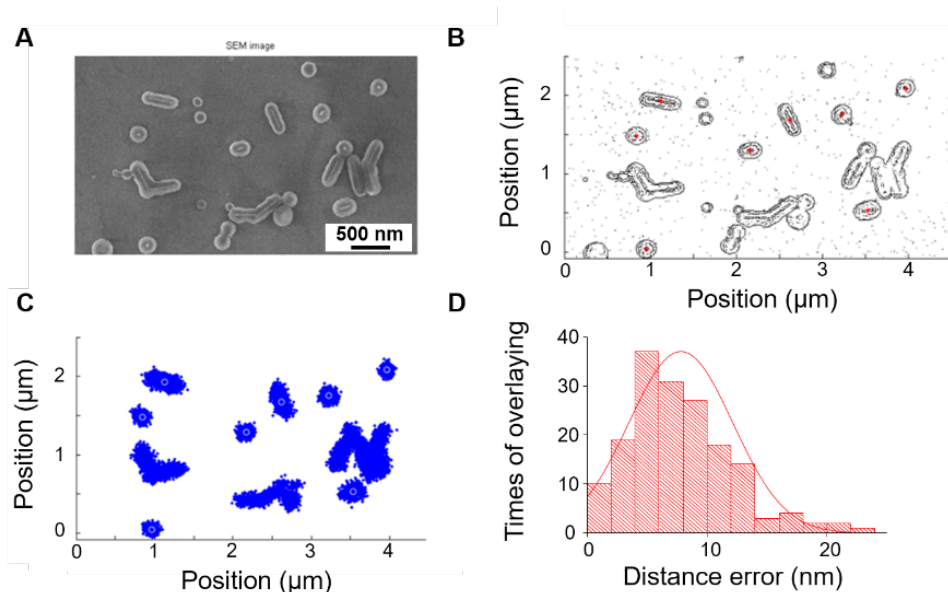 A
SEM image
500 nm
B
Position (µm)
2
1
0
0
1
2
3
4
Position (µm)
C
Position (µm)
2
1
0
0
1
2
3
4
Position (µm)
D
Times of overlaying
40
30
20
10
0
0
10
20
Distance error (nm)